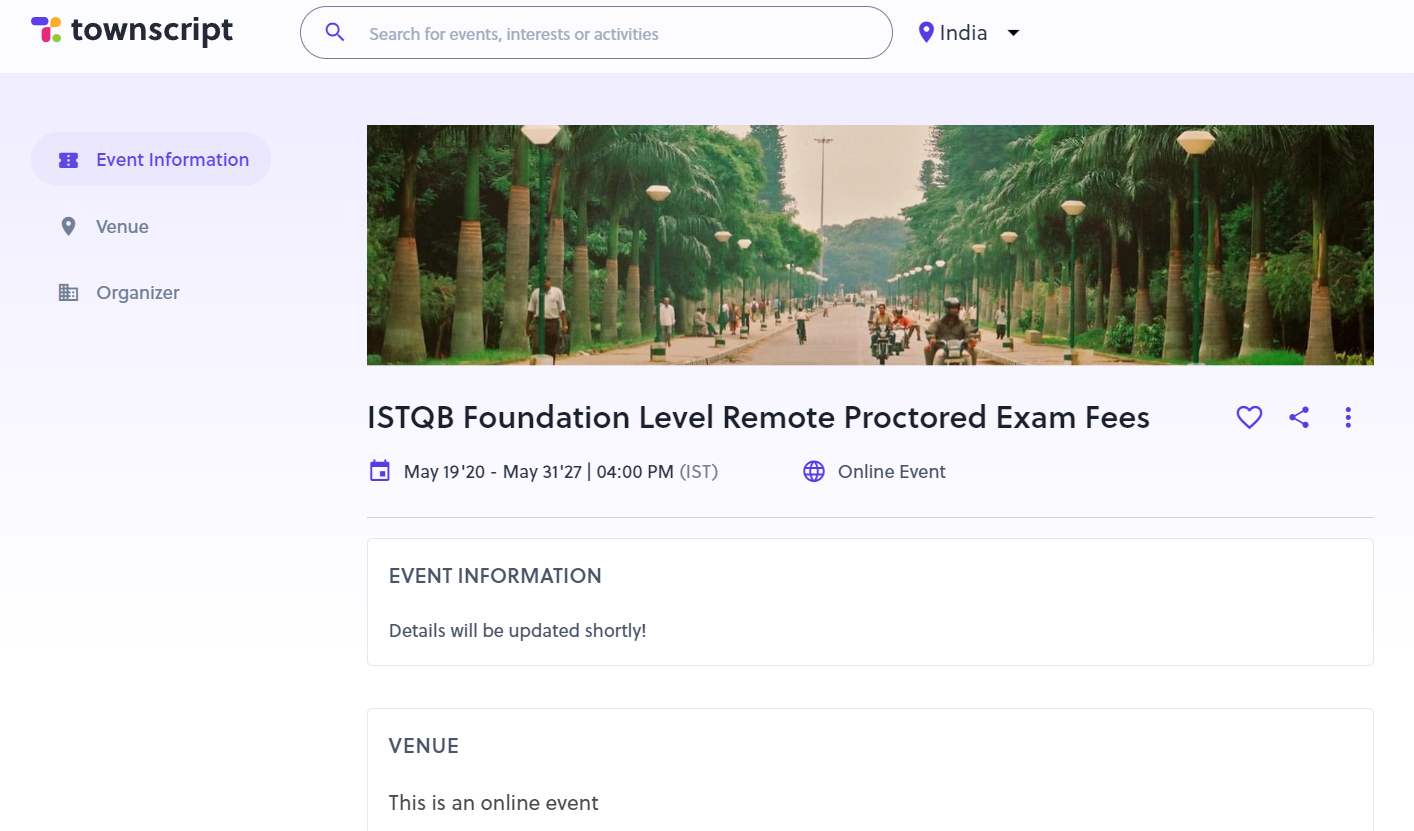 townscript
Search for events, interests or activities
India
Event Information
Venue
Organizer
ISTQB Foundation Level Remote Proctored Exam Fees
May 19'20 - May 31'27 | 04:00 PM (IST)
Online Event
EVENT INFORMATION
Details will be updated shortly!
VENUE
This is an online event